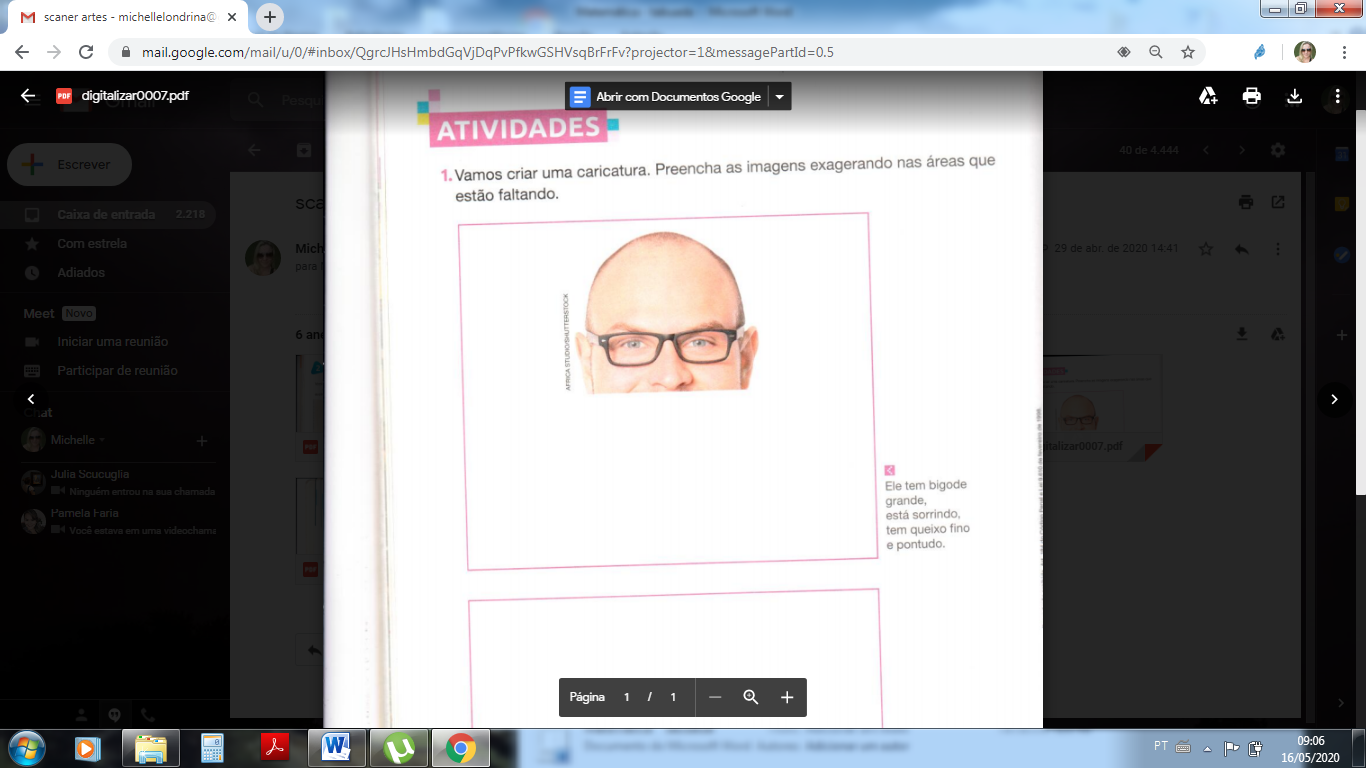 scaner artes - michellelondrina@
mail.google.com/mail/u/0/#inbox/QgrcJHsHmbdGqVjDqPvPfkwGSHVsqBrFrFv?projector=1&messagePartId=0.5
digitalizar0007.pdf
Abrir com Documentos Google
Escrever
40 de 4.444
Caixa de entrada 2.218
Com estrela
Adiados
29 de abr. de 2020 14:41
Meet Novo
Iniciar uma reunião
Participar de reunião
Chat
Michelle
Julia Scucuglia
Ninguém entrou na sua chamada
Pamela Faria
Você estava em uma videocham
ATIVIDADES
1. Vamos criar uma caricatura. Preencha as imagens exagerando nas áreas que
estão faltando.
AFRICA STUDIO/SHUTTERSTOCK
Ele tem bigode
grande,
está sorrindo,
tem queixo fino
e pontudo.
Página 1 / 1
PT
09:06
16/05/2020